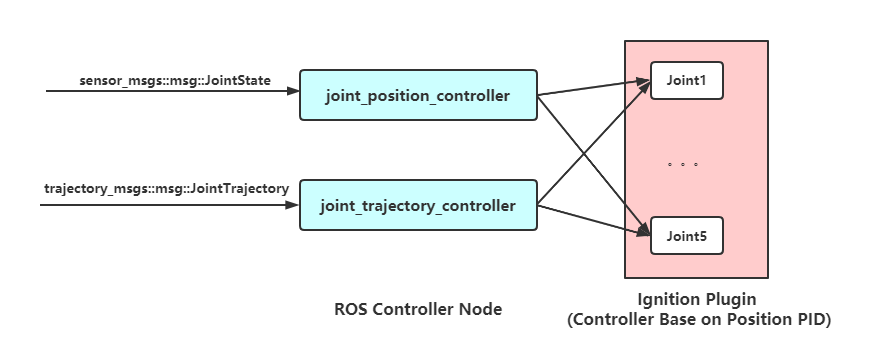 sensor_msgs::msg::JointState
joint_position_controller
Joint1
trajectory_msgs::msg::JointTrajectory
joint_trajectory_controller
Joint5
ROS Controller Node
Ignition Plugin
(Controller Base on Position PID)